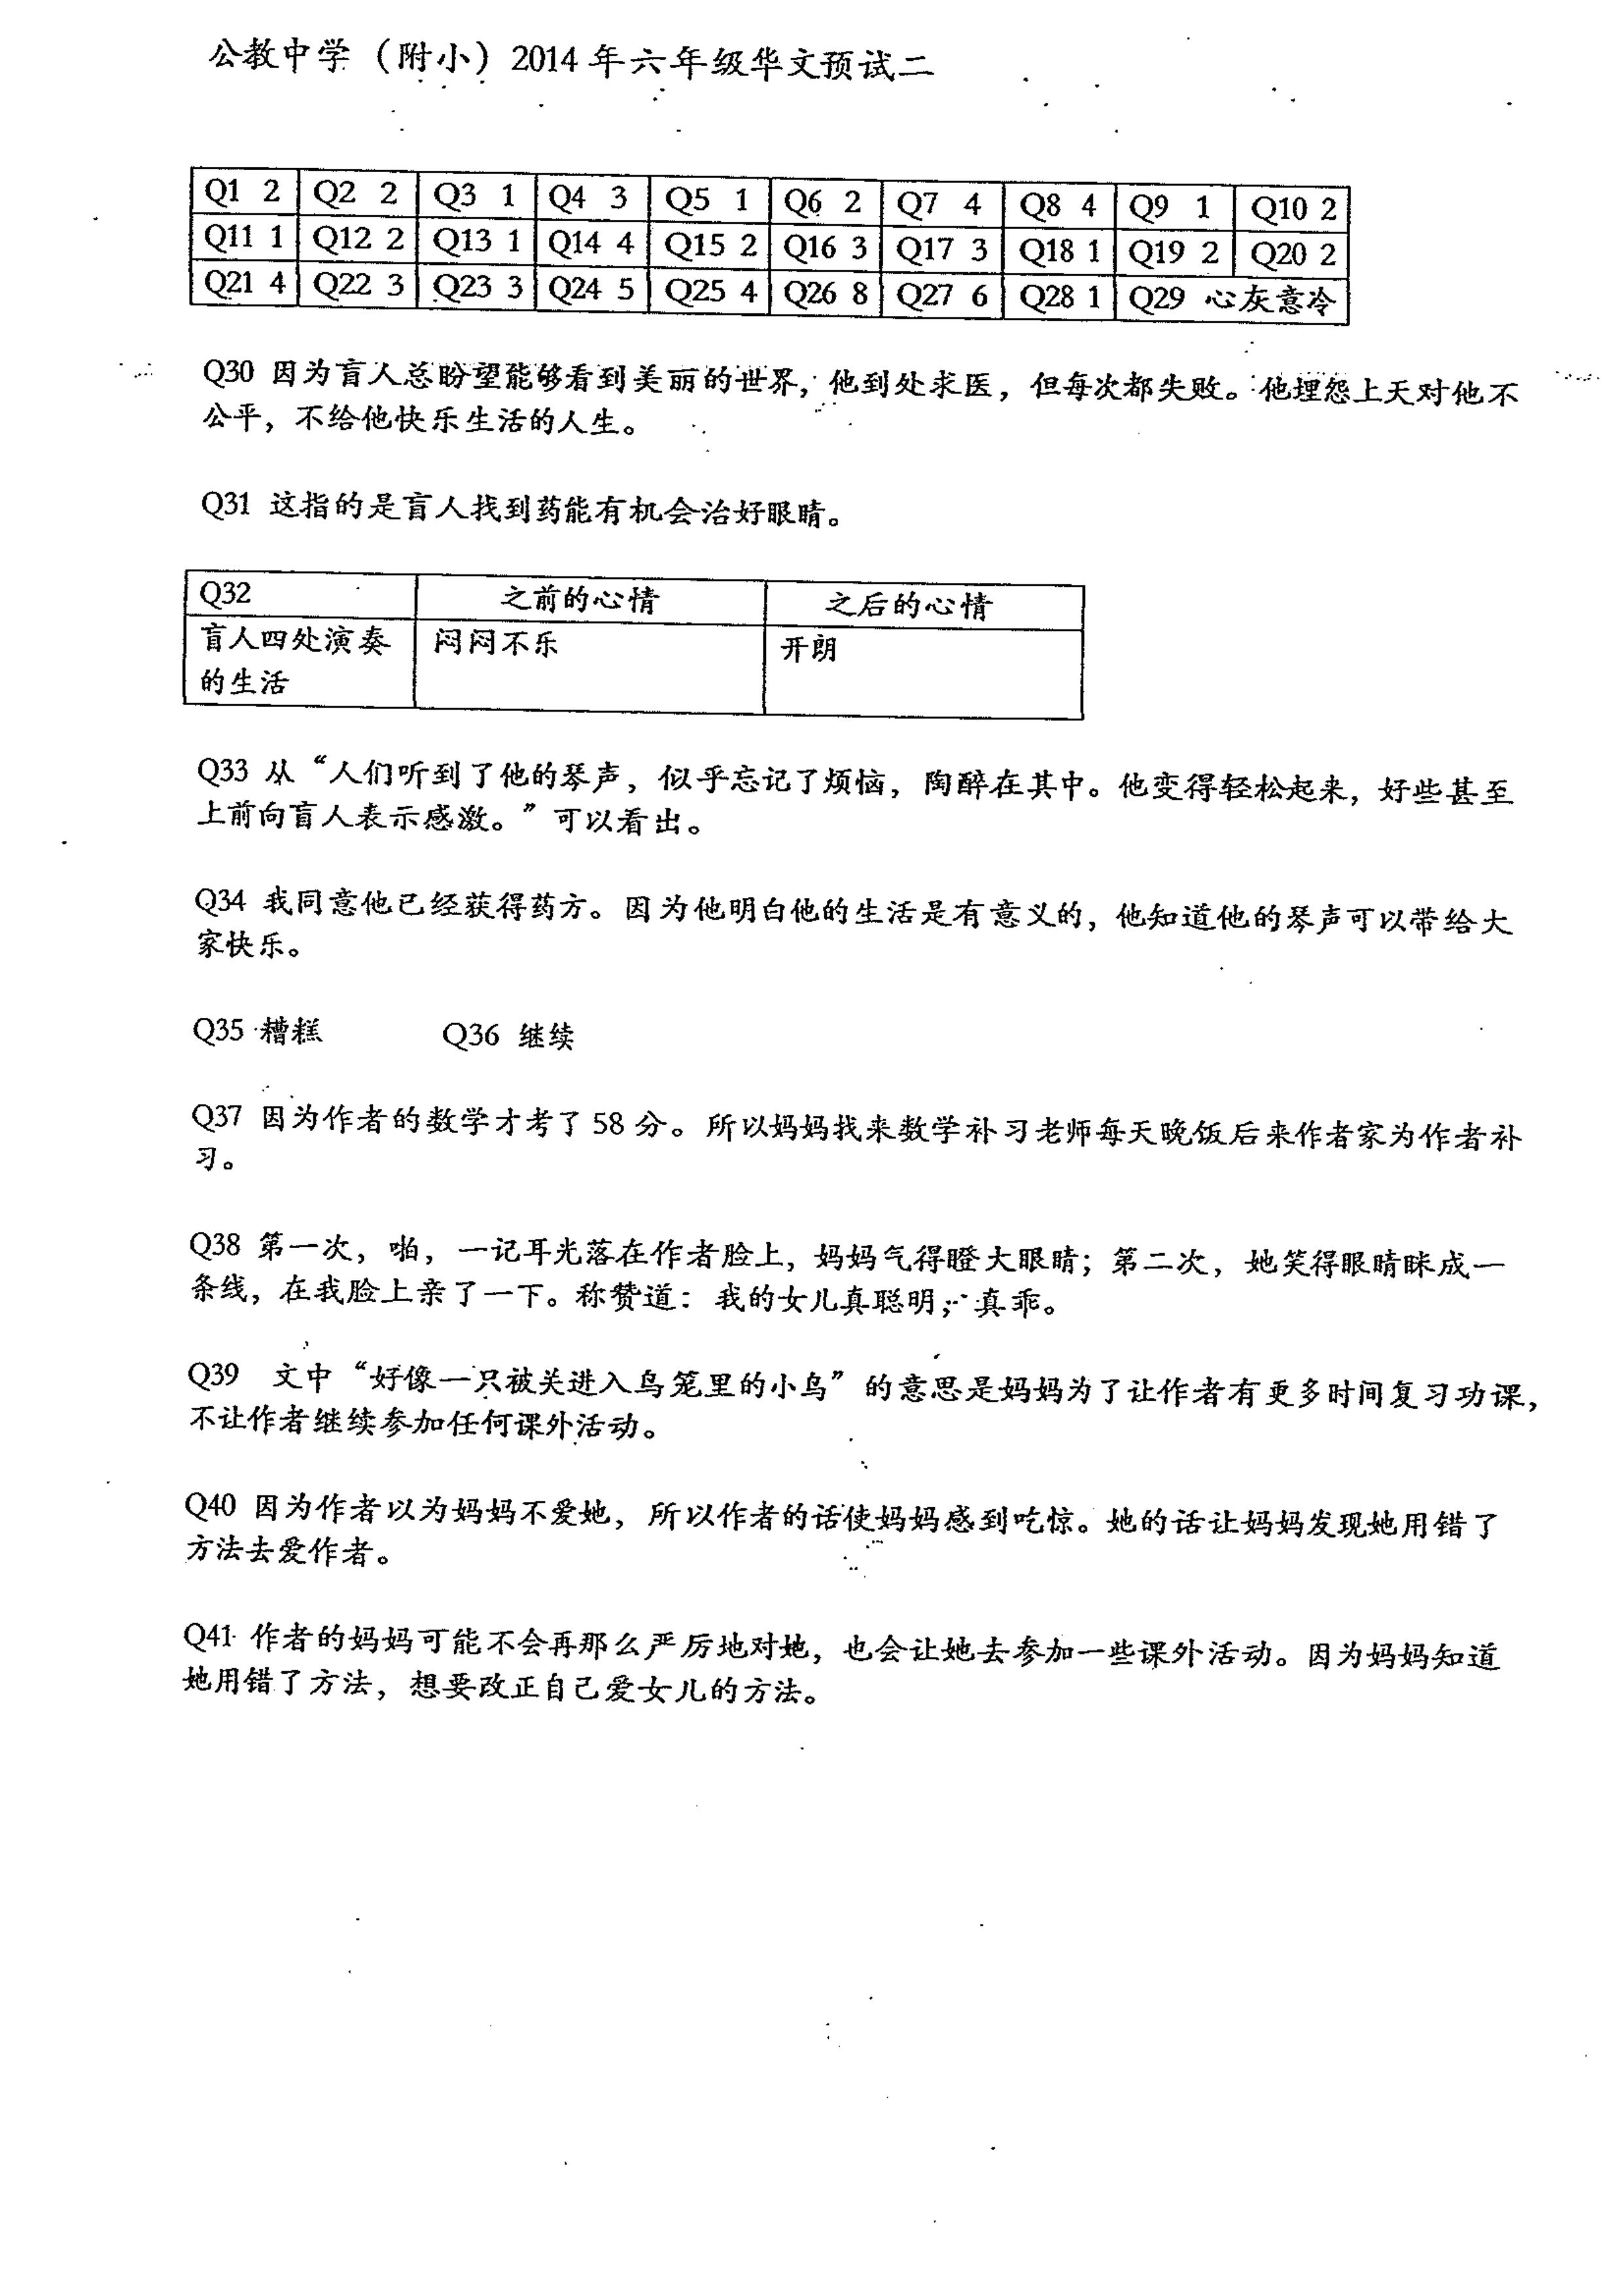 公教中学（附小）2014 年六年级华文预试二
Q1 2 Q2 2 Q3 1 Q4 3 Q5 1 Q6 2 Q7 4 Q8 4 Q9 1 Q10 2
Q11 1 Q12 2 Q13 1 Q14 4 Q15 2 Q16 3 Q17 3 Q18 1 Q19 2 Q20 2
Q21 4 Q22 3 Q23 3 Q24 5 Q25 4 Q26 8 Q27 6 Q28 1 Q29 心灰意冷
Q30 因为盲人总盼望能够看到美丽的世界，他到处求医，但每次都失败。他埋怨上天对他不
公平，不给他快乐生活的人生。
Q31 这指的是盲人找到药能有机会治好眼睛。
Q32 之前的心情 之后的心情
盲人四处演奏 闷闷不乐 开朗
的生活
Q33 从“人们听到了他的琴声，似乎忘记了烦恼，陶醉在其中。他变得轻松起来，好些甚至
上前向盲人表示感激。”可以看出。
Q34 我同意他已经获得药方。因为他明白他的生活是有意义的，他知道他的琴声可以带给大
家快乐。
Q35 糟糕 Q36 继续
Q37 因为作者的数学才考了 58 分。所以妈妈找来数学补习老师每天晚饭后来作者家为作者补
习。
Q38 第一次，啪，一记耳光落在作者脸上，妈妈气得瞪大眼睛；第二次，她笑得眼睛眯成一
条线，在我脸上亲了一下。称赞道：我的女儿真聪明，真乖。
Q39 文中“好像一只被关进入鸟笼里的小鸟”的意思是妈妈为了让作者有更多时间复习功课，
不让作者继续参加任何课外活动。
Q40 因为作者以为妈妈不爱她，所以作者的话使妈妈感到吃惊。她的话让妈妈发现她用错了
方法去爱作者。
Q41 作者的妈妈可能不会再那么严厉地对她，也会让她去参加一些课外活动。因为妈妈知道
她用错了方法，想要改正自己爱女儿的方法。